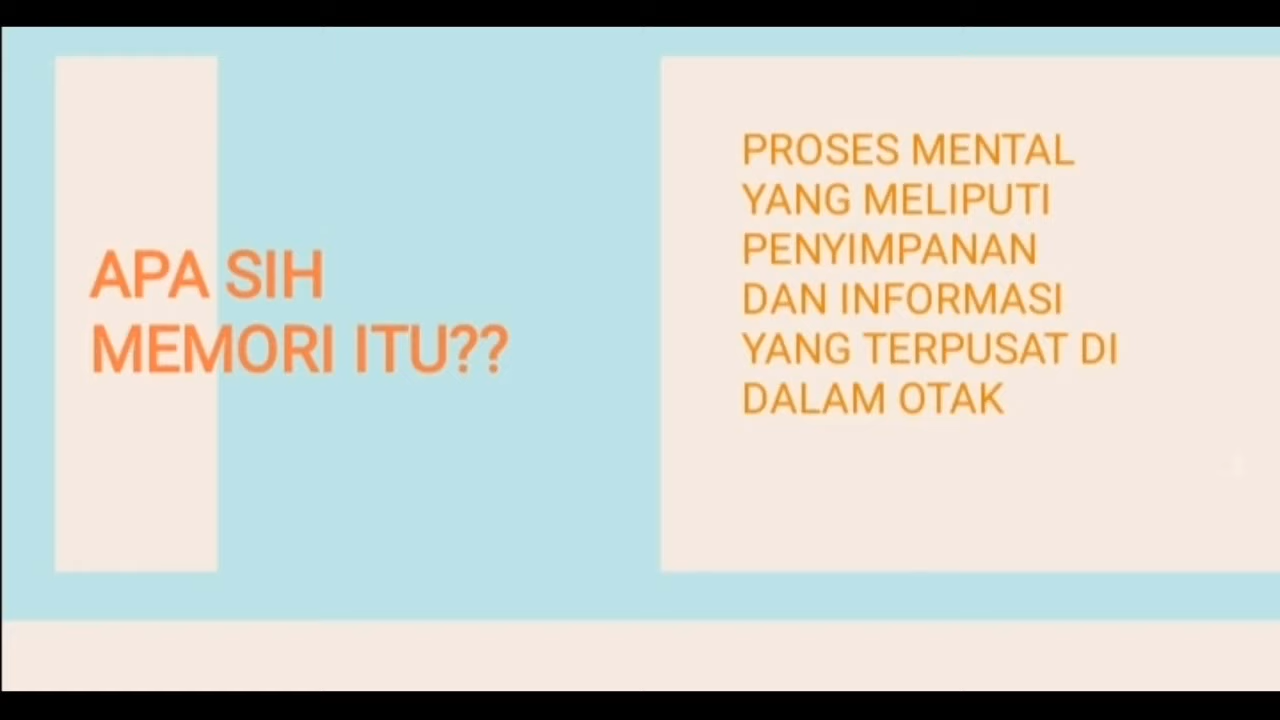 APA SIH
MEMORI ITU??
PROSES MENTAL
YANG MELIPUTI
PENYIMPANAN
DAN INFORMASI
YANG TERPUSAT DI
DALAM OTAK